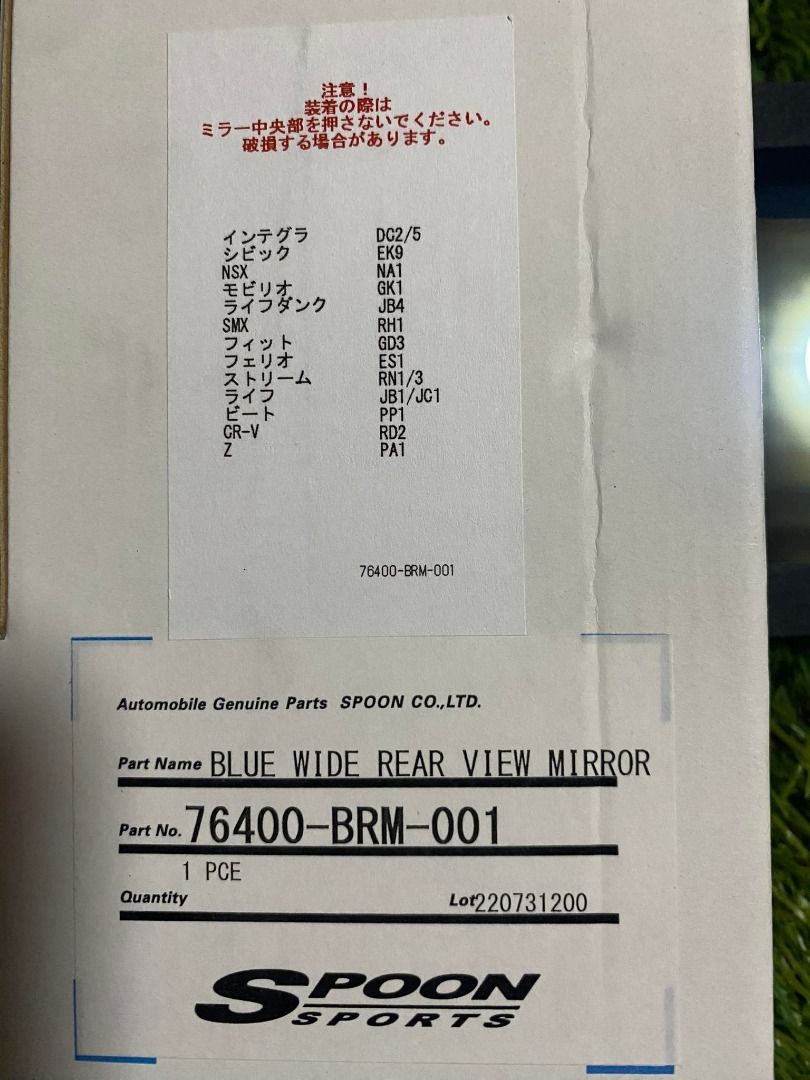 注意！
装着の際は
ミラー中央部を押さないでください。
破損する場合があります。
インテグラ DC2/5
シビック EK9
NSX NA1
モビリオ GK1
ライフダンク JB4
SMX RH1
フィット GD3
フェリオ ES1
ストリーム RN1/3
ライフ JB1/JC1
ビート PP1
CR-V RD2
Z PA1
76400-BRM-001
Automobile Genuine Parts SPOON CO.,LTD.
Part Name BLUE WIDE REAR VIEW MIRROR
Part No. 76400-BRM-001
1 PCE
Quantity Lot 220731200
SPOON
SPORTS